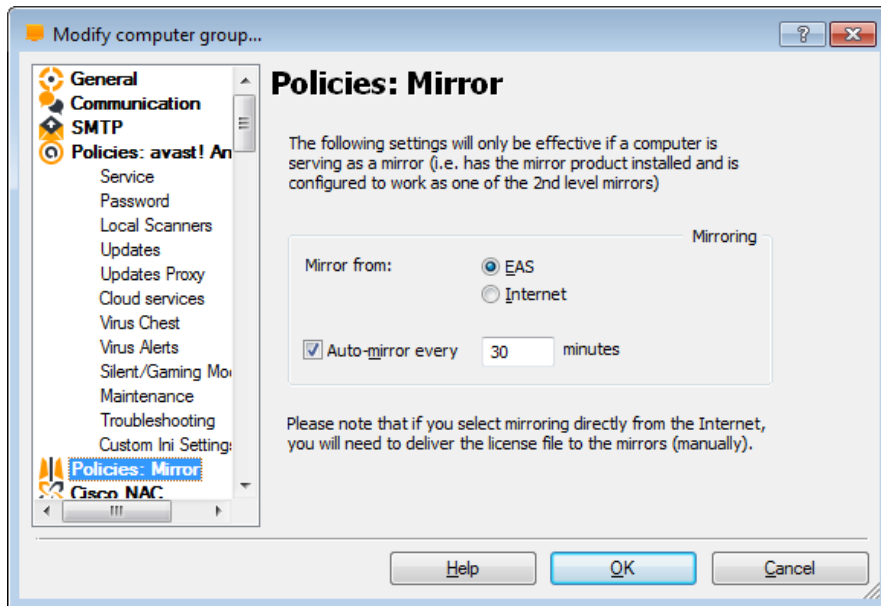 Modify computer group...
General
Communication
SMTP
Policies: avast! An
Service
Password
Local Scanners
Updates
Updates Proxy
Cloud services
Virus Chest
Virus Alerts
Silent/Gaming Mo
Maintenance
Troubleshooting
Custom Ini Settings
Policies: Mirror
Cisco NAC
Policies: Mirror
The following settings will only be effective if a computer is
serving as a mirror (i.e. has the mirror product installed and is
configured to work as one of the 2nd level mirrors)
Mirroring
Mirror from:
EAS
Internet
Auto-mirror every 30 minutes
Please note that if you select mirroring directly from the Internet,
you will need to deliver the license file to the mirrors (manually).
Help
OK
Cancel